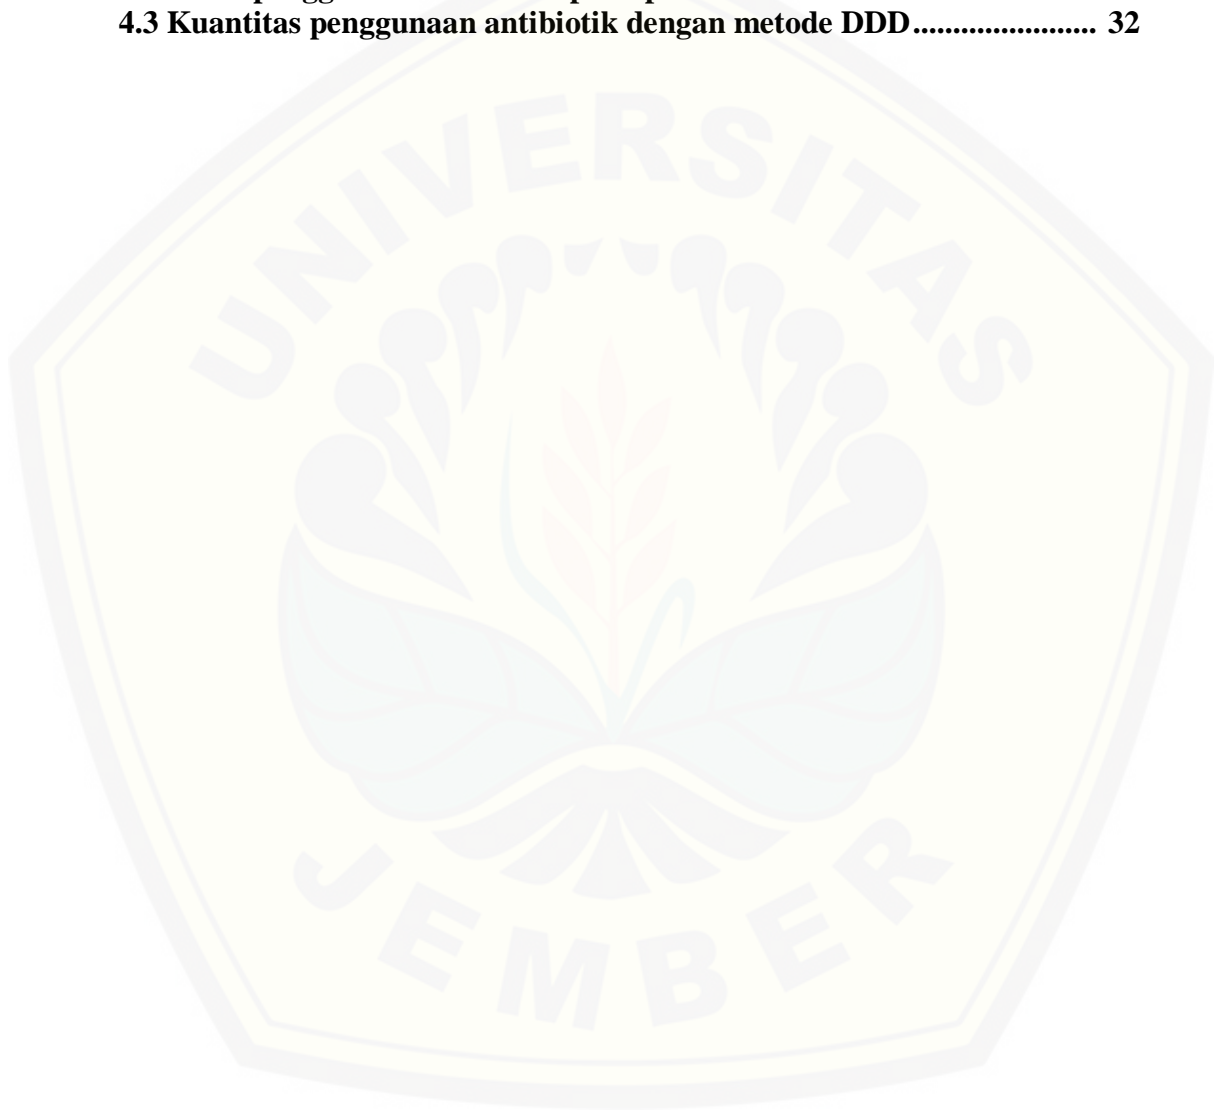 4.3 Kuantitas penggunaan antibiotik dengan metode DDD....................... 32
UNIVERSITAS
JEMBER